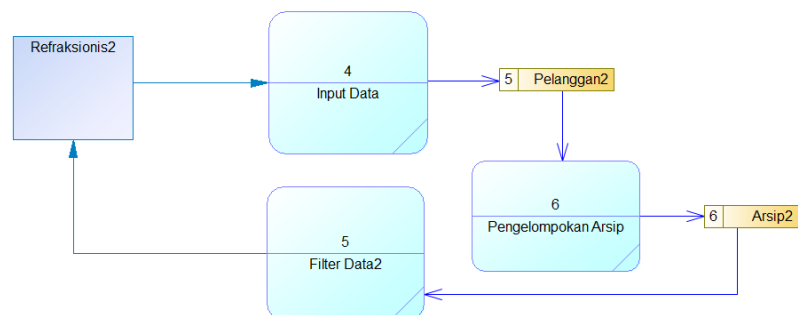 Refraksionis2
4
Input Data
5 Pelanggan2
6
Pengelompokan Arsip
6 Arsip2
5
Filter Data2